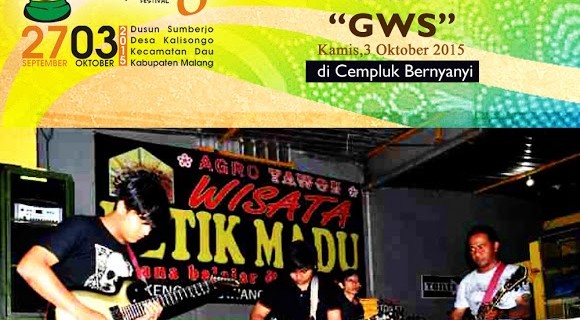 FESTIVAL
27 03 2015
SEPTEMBER OKTOBER
Dusun Sumberjo
Desa Kalisongo
Kecamatan Dau
Kabupaten Malang
"GWS"
Kamis,3 Oktober 2015
di Cempluk Bernyanyi
AGRO TAWON
WISATA
PETIK MADU